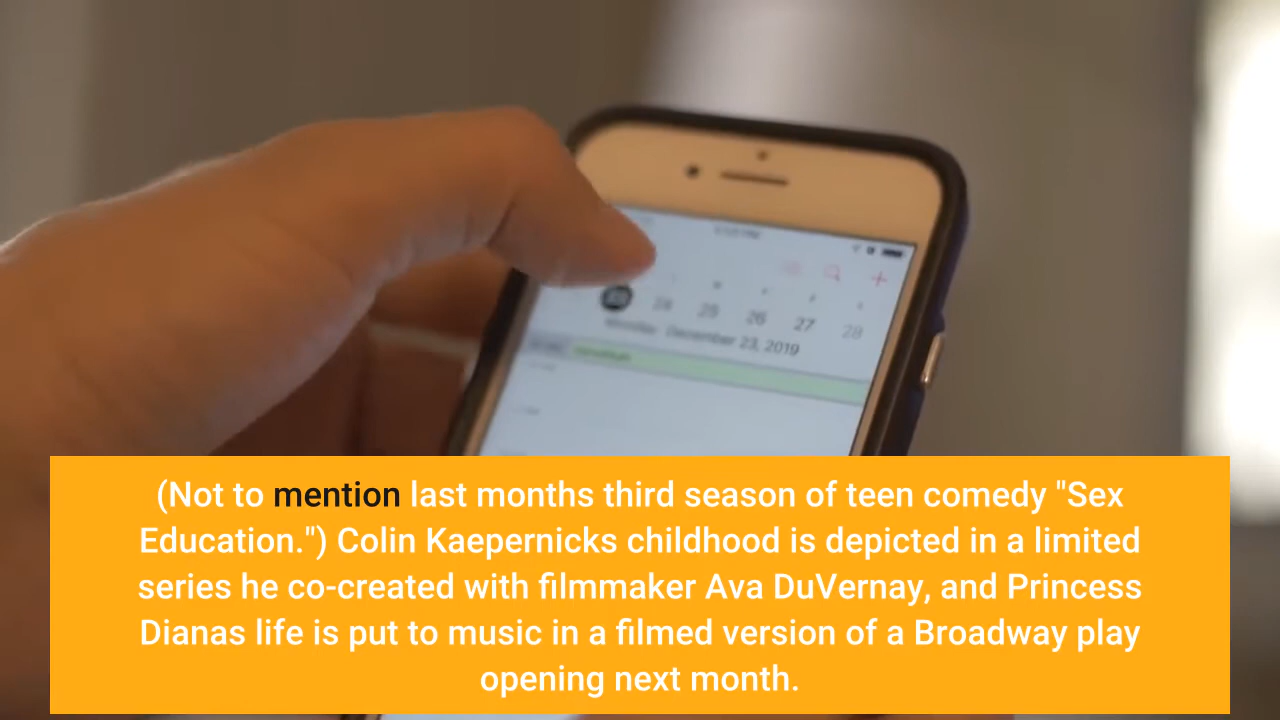 24 25 26 27 28
Monday December 23, 2019
(Not to mention last months third season of teen comedy "Sex
Education.") Colin Kaepernicks childhood is depicted in a limited
series he co-created with filmmaker Ava DuVernay, and Princess
Dianas life is put to music in a filmed version of a Broadway play
opening next month.